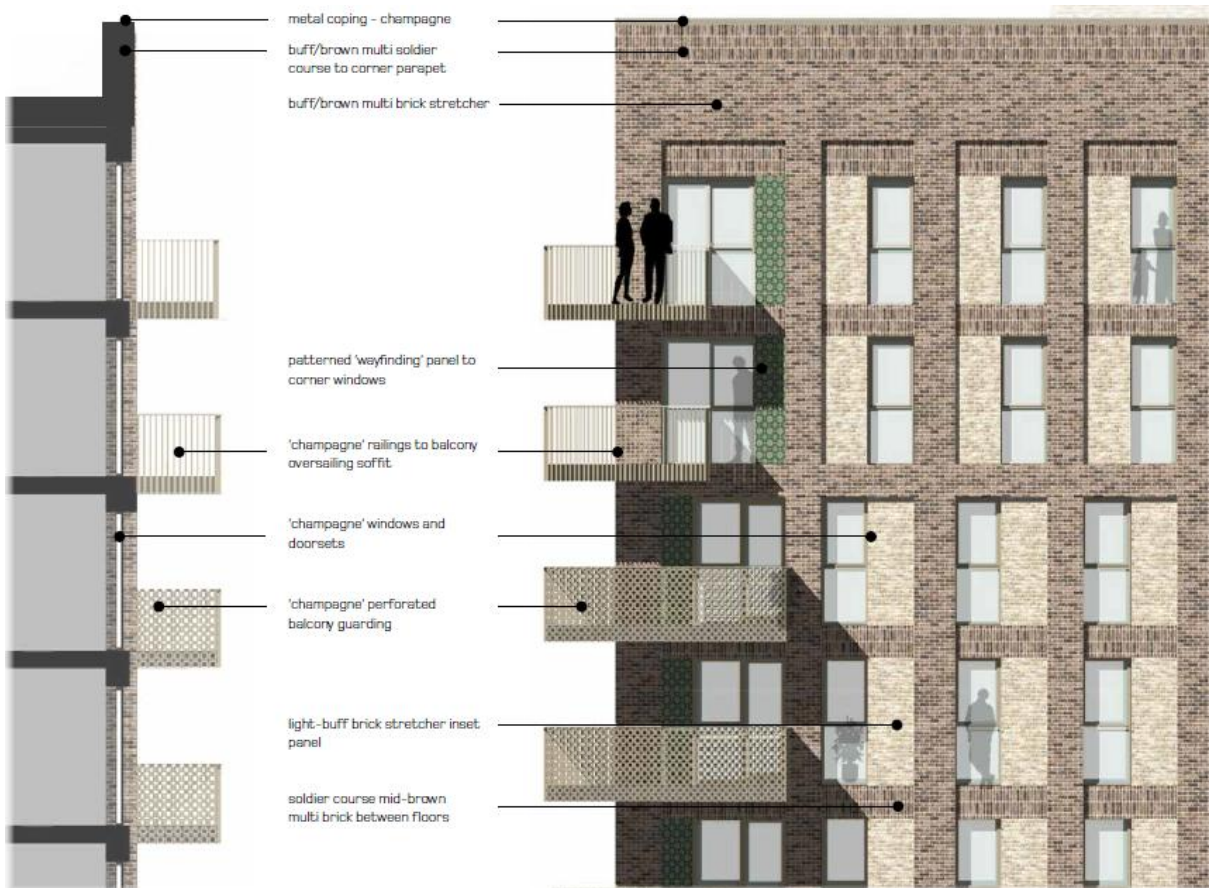 metal coping - champagne
buff/brown multi soldier
course to corner parapet
buff/brown multi brick stretcher
patterned 'wayfinding' panel to
corner windows
'champagne' railings to balcony
oversailing soffit
'champagne' windows and
doorsets
'champagne' perforated
balcony guarding
light-buff brick stretcher inset
panel
soldier course mid-brown
multi brick between floors